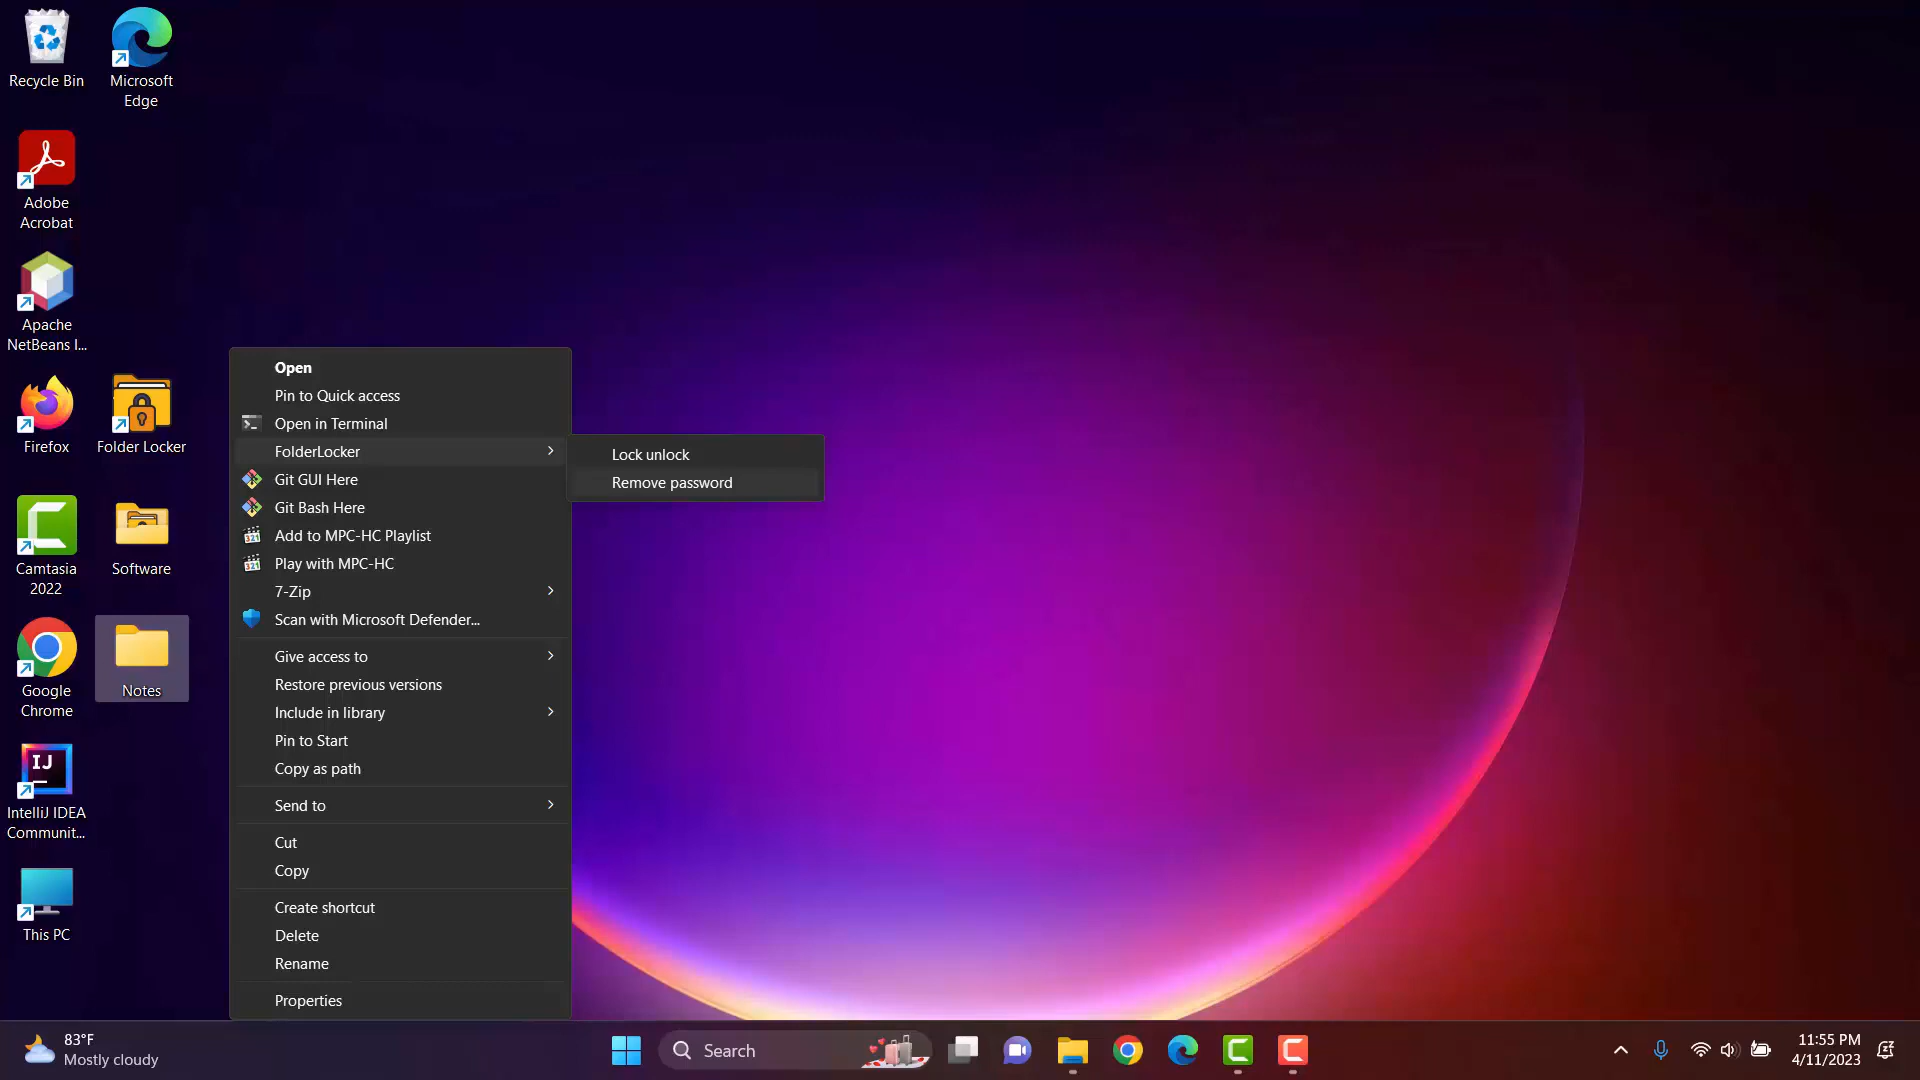 Recycle Bin
Microsoft
Edge
Adobe
Acrobat
Apache
NetBeans I...
Firefox
Folder Locker
Camtasia
2022
Software
Google
Chrome
Notes
IJ
IntelliJ IDEA
Communit...
This PC
Open
Pin to Quick access
Open in Terminal
FolderLocker
Git GUI Here
Git Bash Here
321 Add to MPC-HC Playlist
321 Play with MPC-HC
7-Zip
Scan with Microsoft Defender...
Give access to
Restore previous versions
Include in library
Pin to Start
Copy as path
Send to
Cut
Copy
Create shortcut
Delete
Rename
Properties
Lock unlock
Remove password
83°F
Mostly cloudy
Search
11:55 PM
4/11/2023